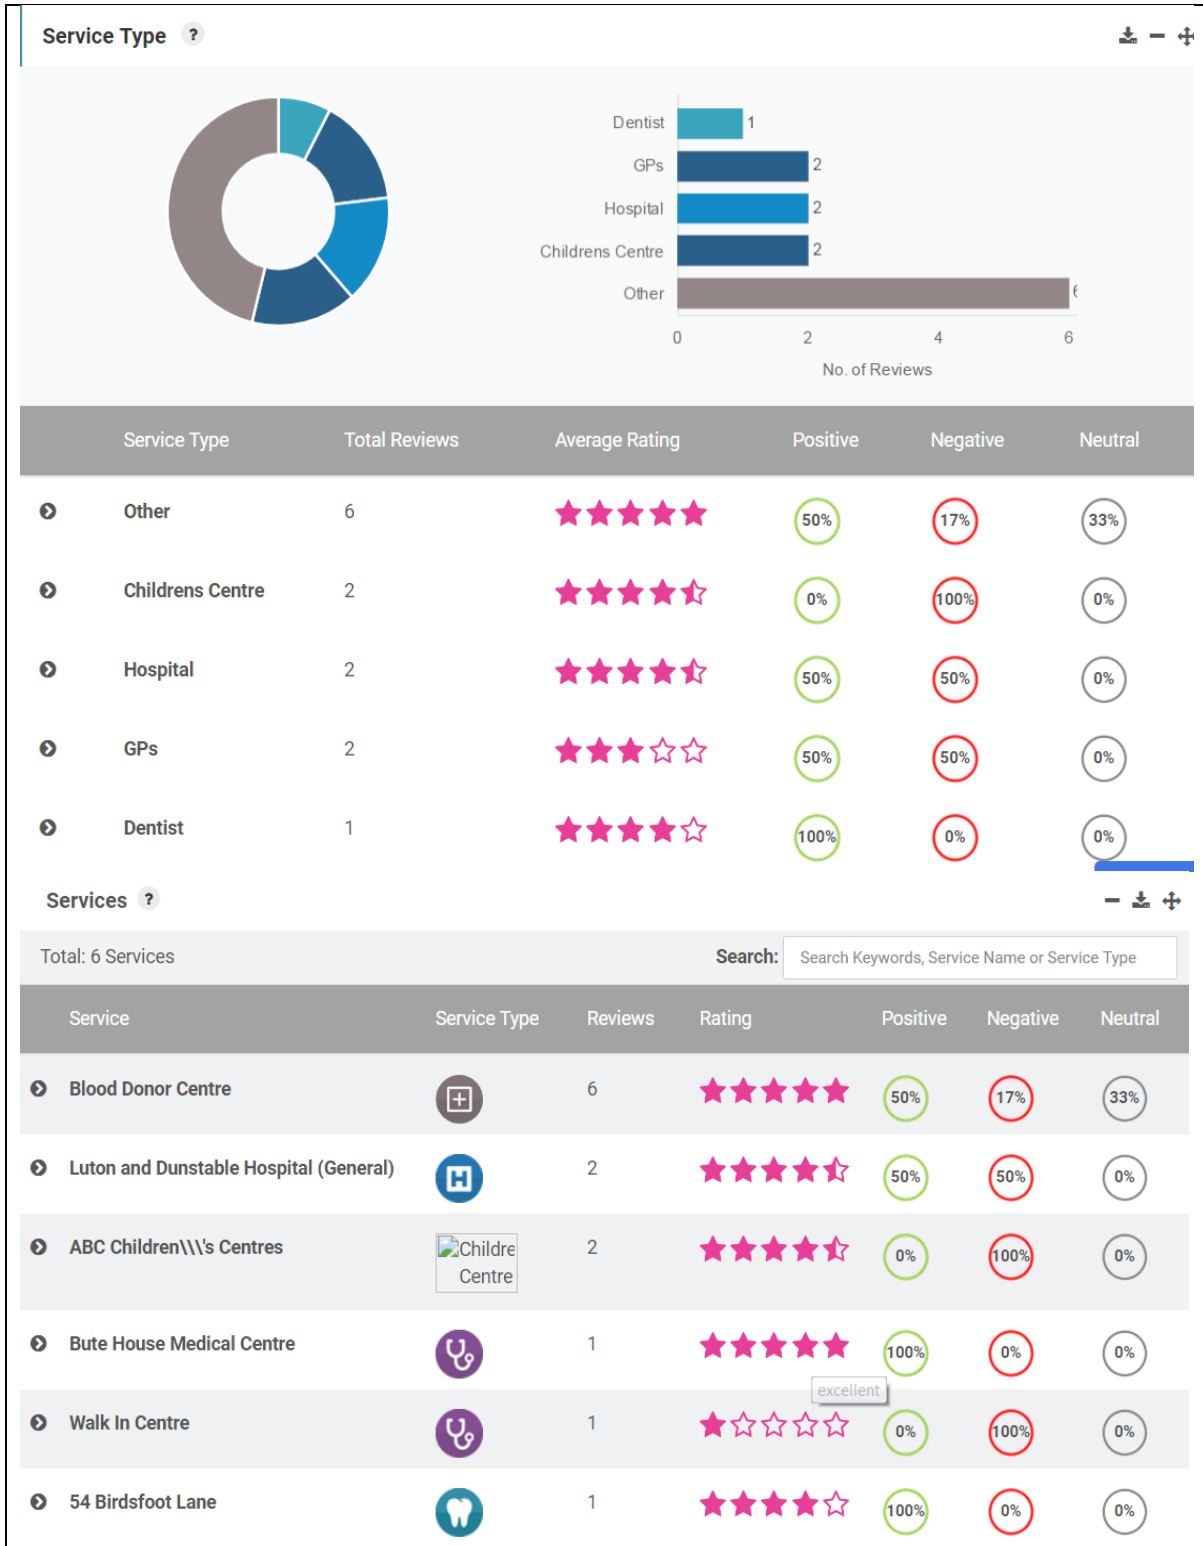 Service Type ?
Dentist 1
GPs 2
Hospital 2
Childrens Centre 2
Other 6
0 2 4 6
No. of Reviews
Service Type Total Reviews Average Rating Positive Negative Neutral
Other 6 50% 17% 33%
Childrens Centre 2 0% 100% 0%
Hospital 2 50% 50% 0%
GPs 2 50% 50% 0%
Dentist 1 100% 0% 0%
Services ?
Total: 6 Services Search: Search Keywords, Service Name or Service Type
Service Service Type Reviews Rating Positive Negative Neutral
Blood Donor Centre 6 50% 17% 33%
Luton and Dunstable Hospital (General) H 2 50% 50% 0%
ABC Children\\\'s Centres Childre 2 0% 100% 0%
Centre
Bute House Medical Centre 1 100% 0% 0%
excellent
Walk In Centre 1 0% 100% 0%
54 Birdsfoot Lane 1 100% 0% 0%